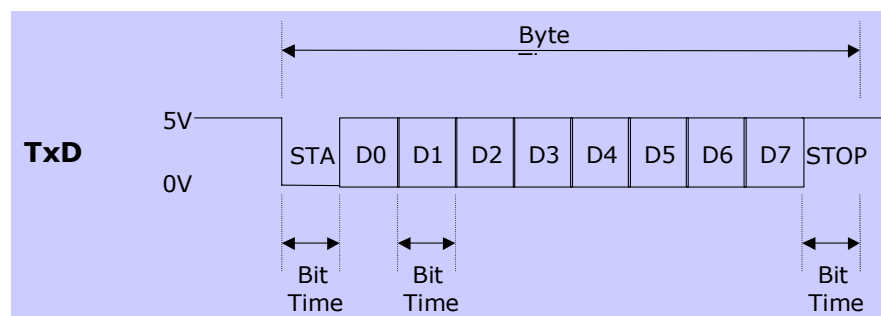 Byte
5V
TxD
STA D0 D1 D2 D3 D4 D5 D6 D7 STOP
0V
Bit Time
Bit Time
Bit Time